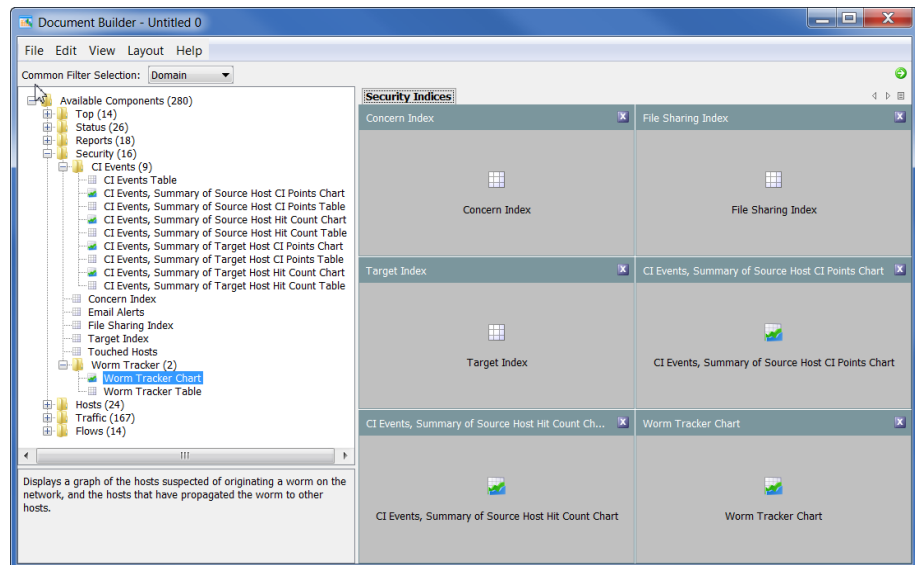 Document Builder - Untitled 0
File Edit View Layout Help
Common Filter Selection: Domain
Available Components (280)
Top (14)
Status (26)
Reports (18)
Security (16)
CI Events (9)
CI Events Table
CI Events, Summary of Source Host CI Points Chart
CI Events, Summary of Source Host CI Points Table
CI Events, Summary of Source Host Hit Count Chart
CI Events, Summary of Source Host Hit Count Table
CI Events, Summary of Target Host CI Points Chart
CI Events, Summary of Target Host CI Points Table
CI Events, Summary of Target Host Hit Count Chart
CI Events, Summary of Target Host Hit Count Table
Concern Index
Email Alerts
File Sharing Index
Target Index
Touched Hosts
Worm Tracker (2)
Worm Tracker Chart
Worm Tracker Table
Hosts (24)
Traffic (167)
Flows (14)
Displays a graph of the hosts suspected of originating a worm on the
network, and the hosts that have propagated the worm to other
hosts.
Security Indices
Concern Index
Concern Index
File Sharing Index
File Sharing Index
Target Index
Target Index
CI Events, Summary of Source Host CI Points Chart
CI Events, Summary of Source Host CI Points Chart
CI Events, Summary of Source Host Hit Count Ch...
CI Events, Summary of Source Host Hit Count Chart
Worm Tracker Chart
Worm Tracker Chart